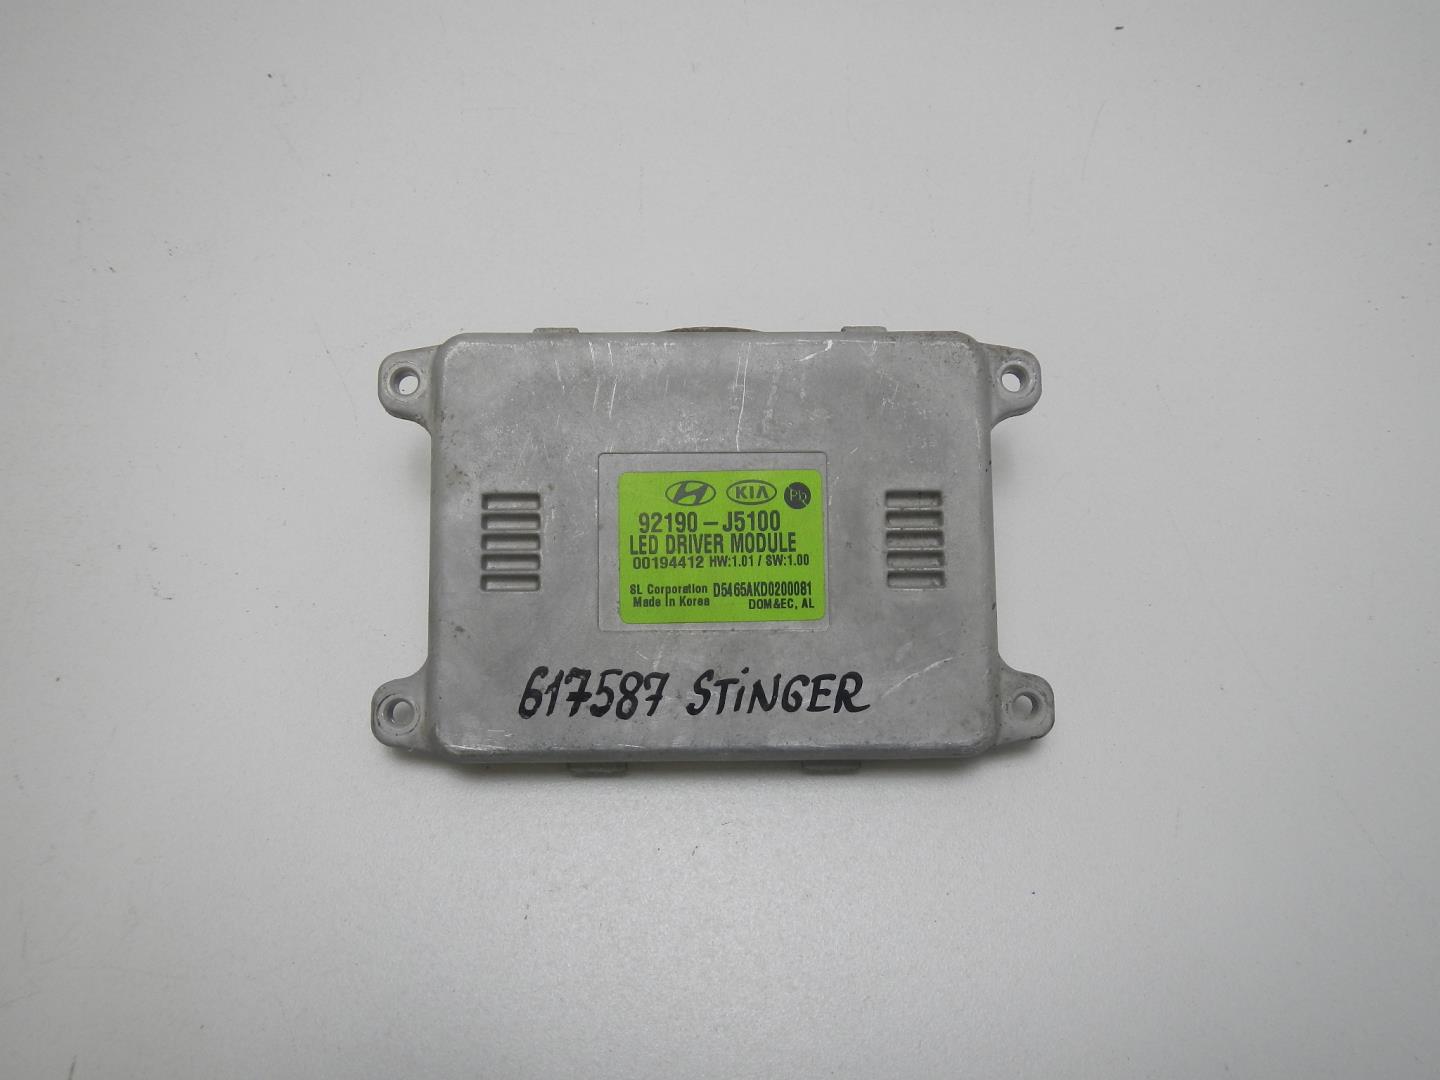 KIA Pb
92190-J5100
LED DRIVER MODULE
00194412 HW:1.01 / SW:1.00
SL Corporation D5465AKD0200081
Made In Korea DOM&EC, AL
617587 STiNGER